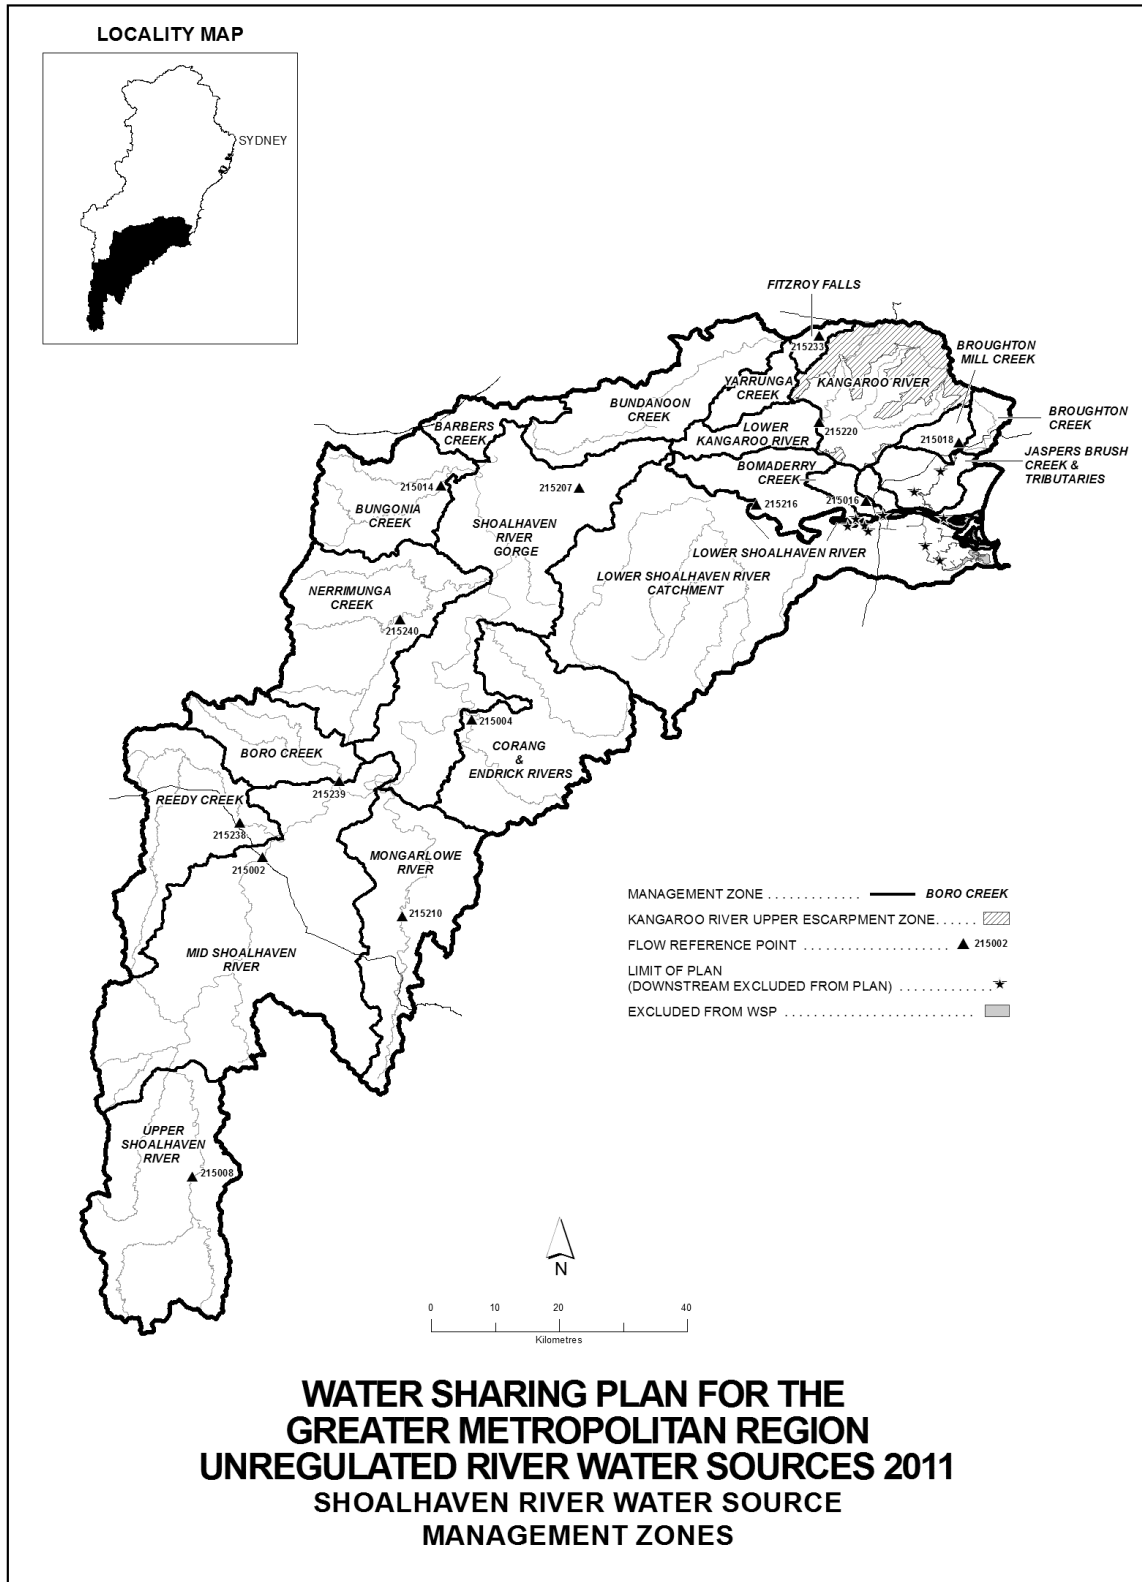 LOCALITY MAP
SYDNEY
FITZROY FALLS
215233
BROUGHTON
MILL CREEK
YARRUNGA
CREEK
KANGAROO RIVER
BUNDANOON
CREEK
BROUGHTON
CREEK
BARBERS
CREEK
LOWER
KANGAROO RIVER
215220
215018
JASPERS BRUSH
CREEK &
TRIBUTARIES
BOMADERRY
CREEK
215014
215207
215216
215016
BUNGONIA
CREEK
SHOALHAVEN
RIVER
GORGE
LOWER SHOALHAVEN RIVER
LOWER SHOALHAVEN RIVER
CATCHMENT
NERRIMUNGA
CREEK
215240
215004
BORO CREEK
CORANG
&
ENDRICK RIVERS
215239
REEDY CREEK
215238
215002
MONGARLOWE
RIVER
215210
MID SHOALHAVEN
RIVER
MANAGEMENT ZONE . . . . . . . . . . . . . BORO CREEK
KANGAROO RIVER UPPER ESCARPMENT ZONE. . . . . .
FLOW REFERENCE POINT . . . . . . . . . . . . . . . . . . . . . 215002
LIMIT OF PLAN
(DOWNSTREAM EXCLUDED FROM PLAN) . . . . . . . . . . . . .
EXCLUDED FROM WSP . . . . . . . . . . . . . . . . . . . . . . . . . .
UPPER
SHOALHAVEN
RIVER
215008
N
0 10 20 40
Kilometres
WATER SHARING PLAN FOR THE
GREATER METROPOLITAN REGION
UNREGULATED RIVER WATER SOURCES 2011
SHOALHAVEN RIVER WATER SOURCE
MANAGEMENT ZONES